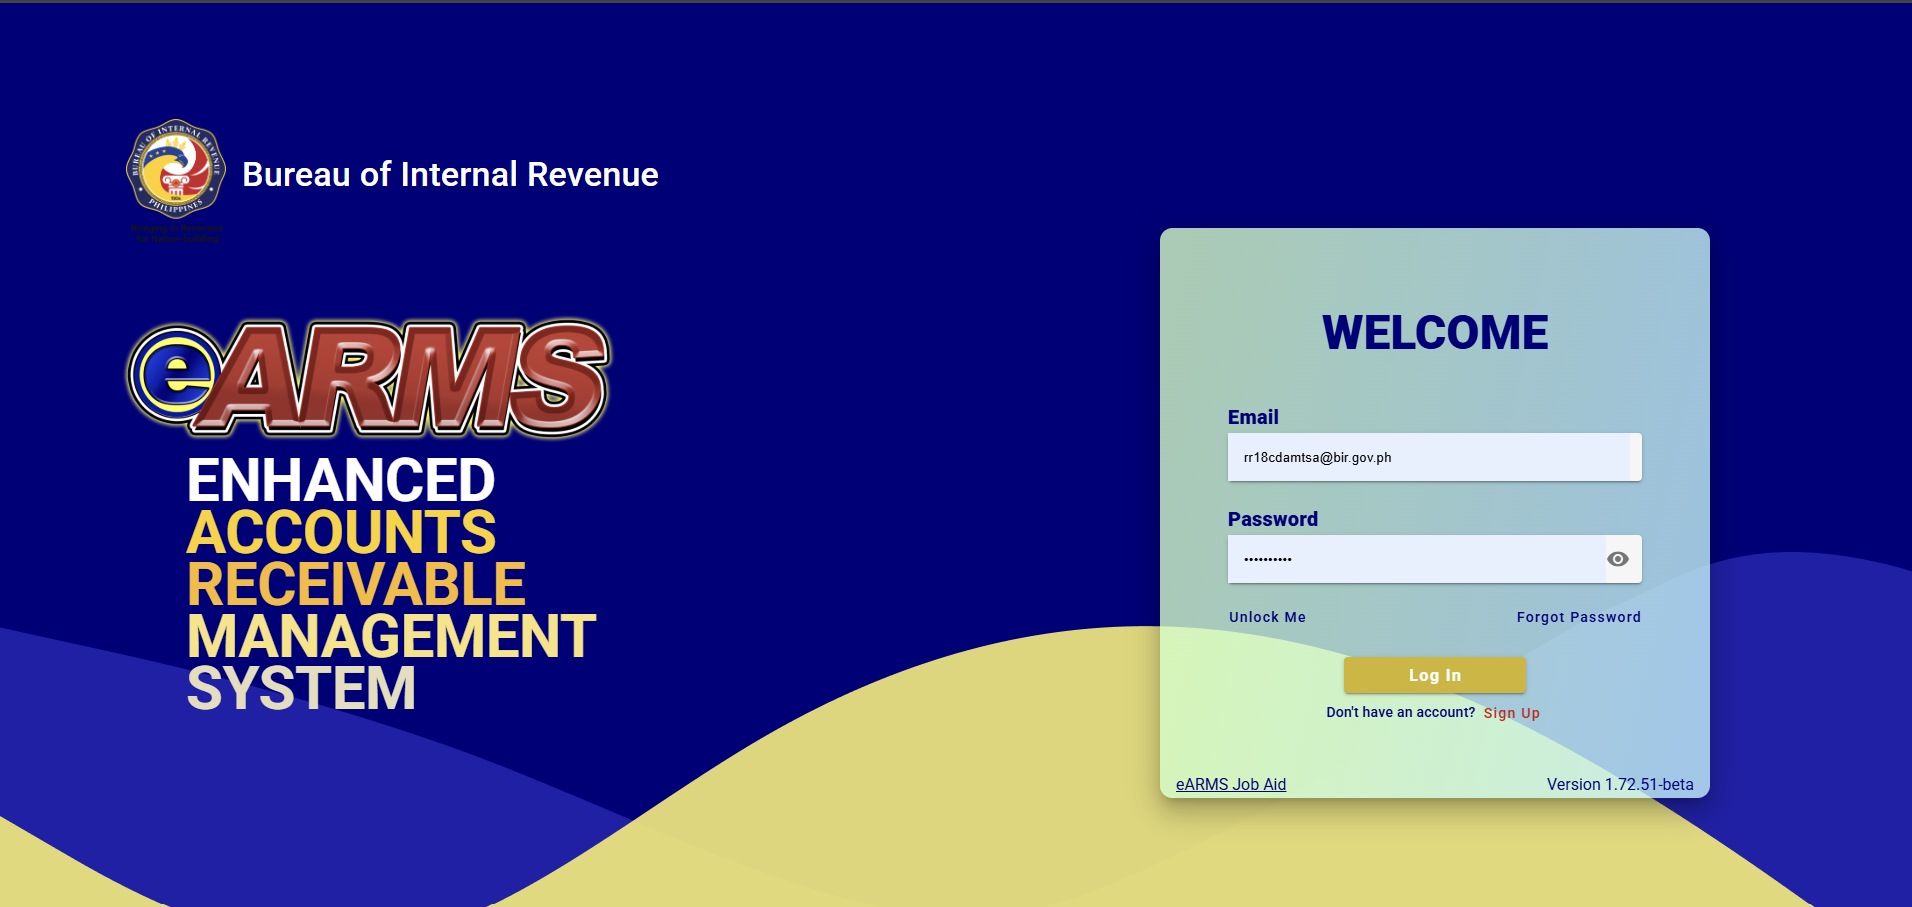 BUREAU OF INTERNAL REVENUE
PHILIPPINES
Bureau of Internal Revenue
eARMS
ENHANCED
ACCOUNTS
RECEIVABLE
MANAGEMENT
SYSTEM
WELCOME
Email
rr18cdamtsa@bir.gov.ph
Password
••••••••••
Unlock Me
Forgot Password
Log In
Don't have an account? Sign Up
eARMS Job Aid
Version 1.72.51-beta